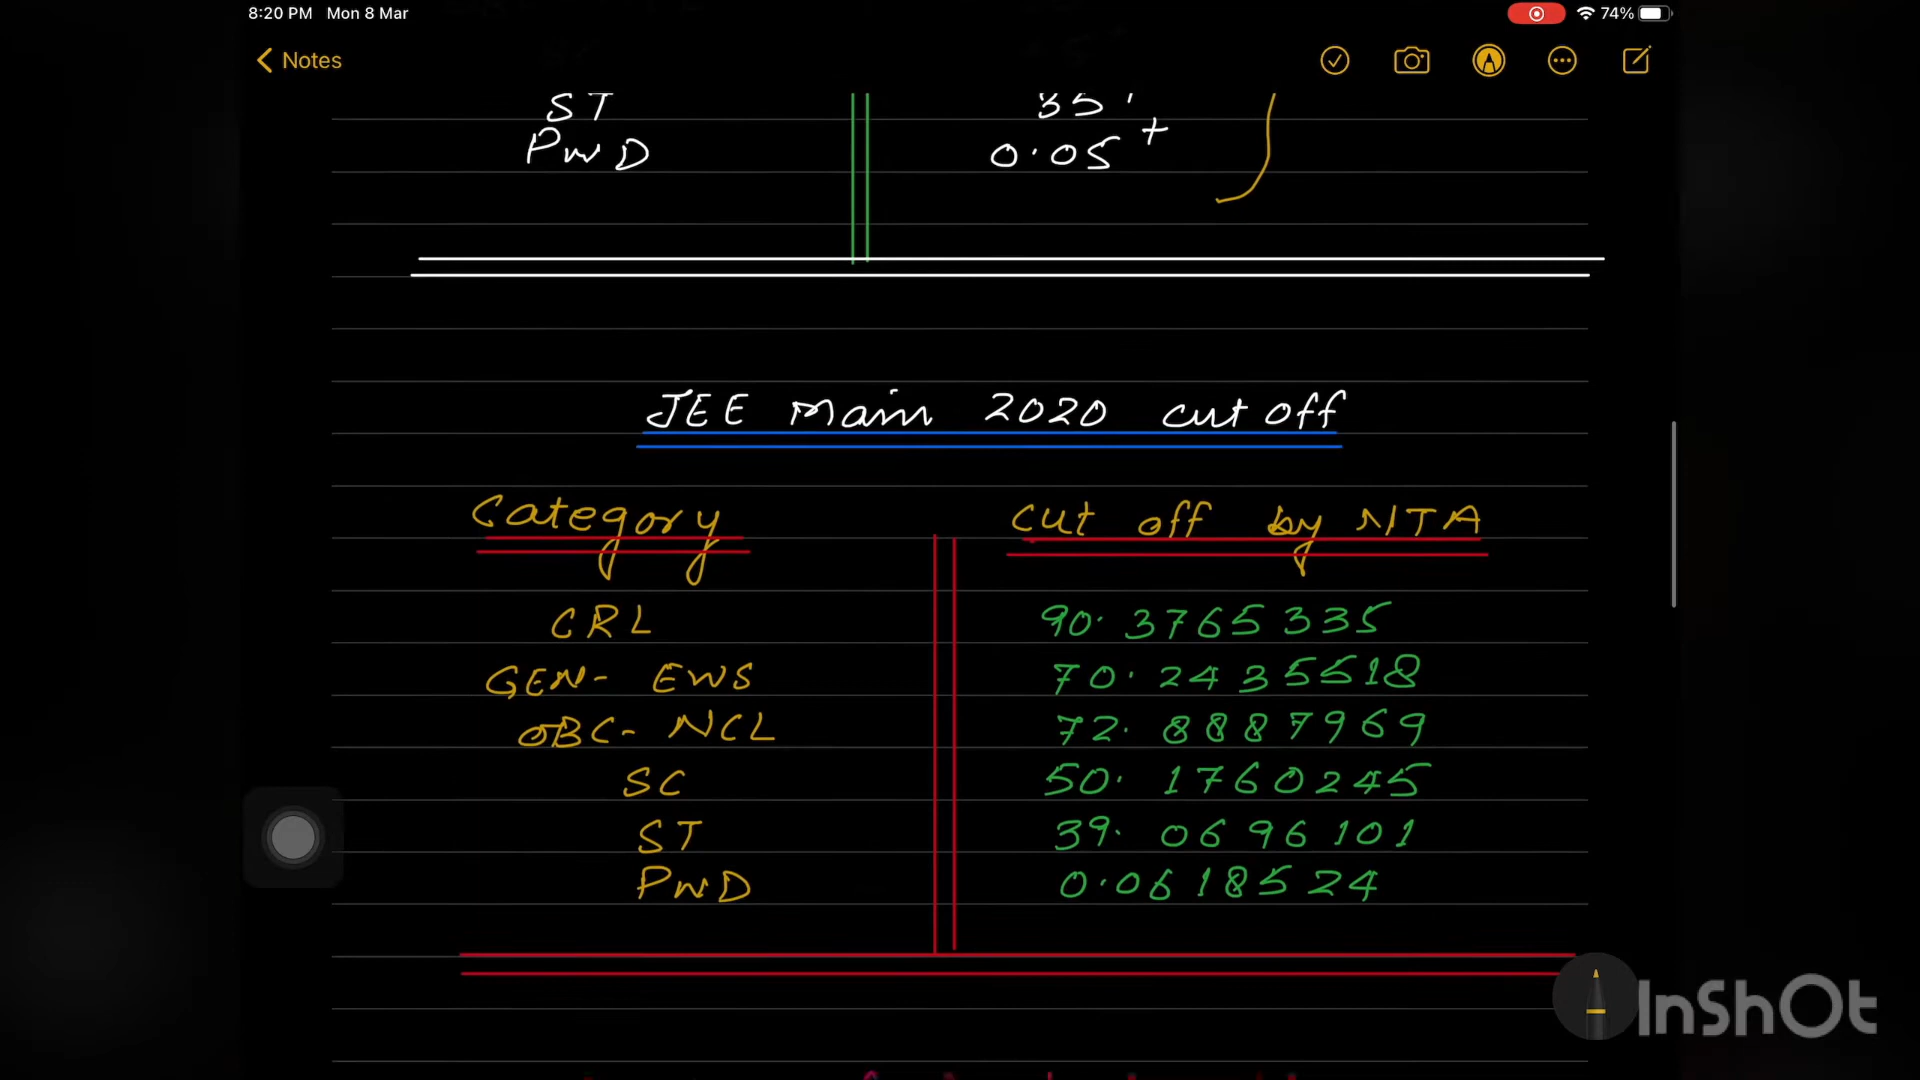 8:20 PM Mon 8 Mar 74%
Notes
ST 35+
PWD 0.05+
JEE Main 2020 cut off
Category cut off by NTA
CRL 90.3765335
GEN- EWS 70.2435518
OBC- NCL 72.8887969
SC 50.1760245
ST 39.0696101
PWD 0.0618524
InShOt